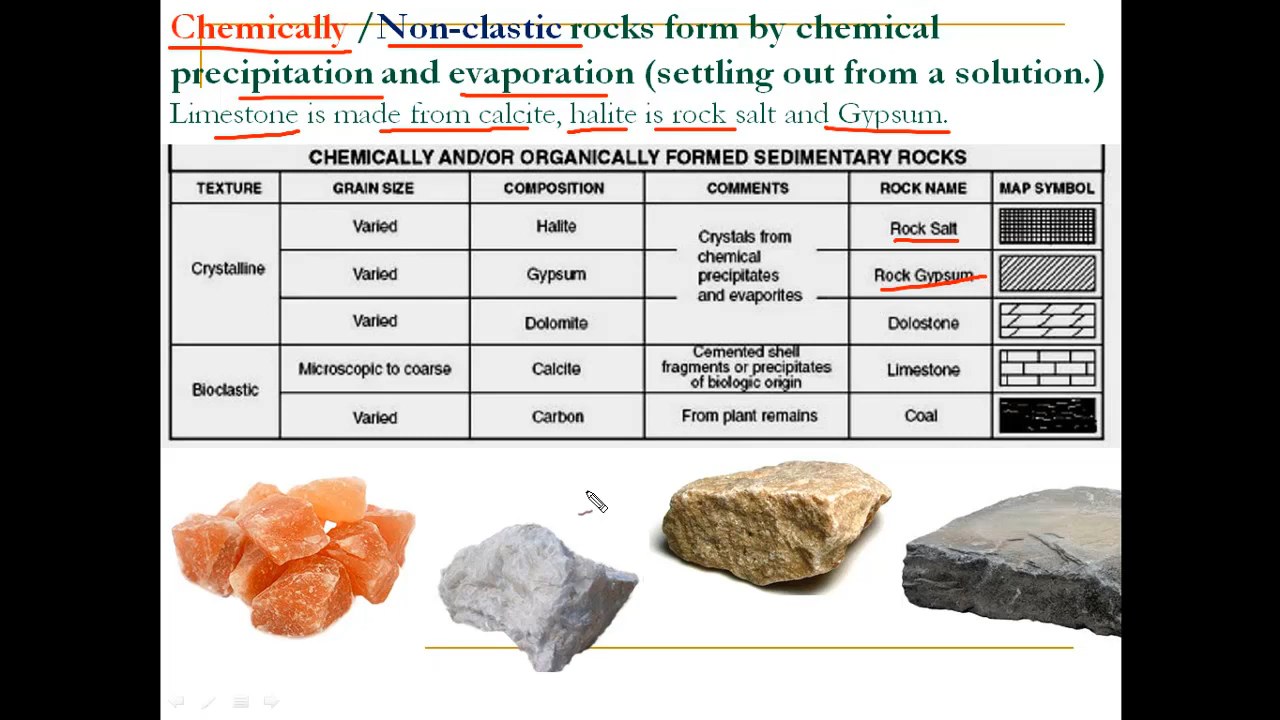 Chemically /Non-clastic rocks form by chemical
precipitation and evaporation (settling out from a solution.)
Limestone is made from calcite, halite is rock salt and Gypsum.
CHEMICALLY AND/OR ORGANICALLY FORMED SEDIMENTARY ROCKS
TEXTURE GRAIN SIZE COMPOSITION COMMENTS ROCK NAME MAP SYMBOL
Crystalline
Varied Halite Rock Salt
Crystals from
chemical
precipitates
and evaporites
Varied Gypsum Rock Gypsum
Varied Dolomite Dolostone
Bioclastic
Microscopic to coarse Calcite
Cemented shell
fragments or precipitates
of biologic origin
Limestone
Varied Carbon From plant remains Coal